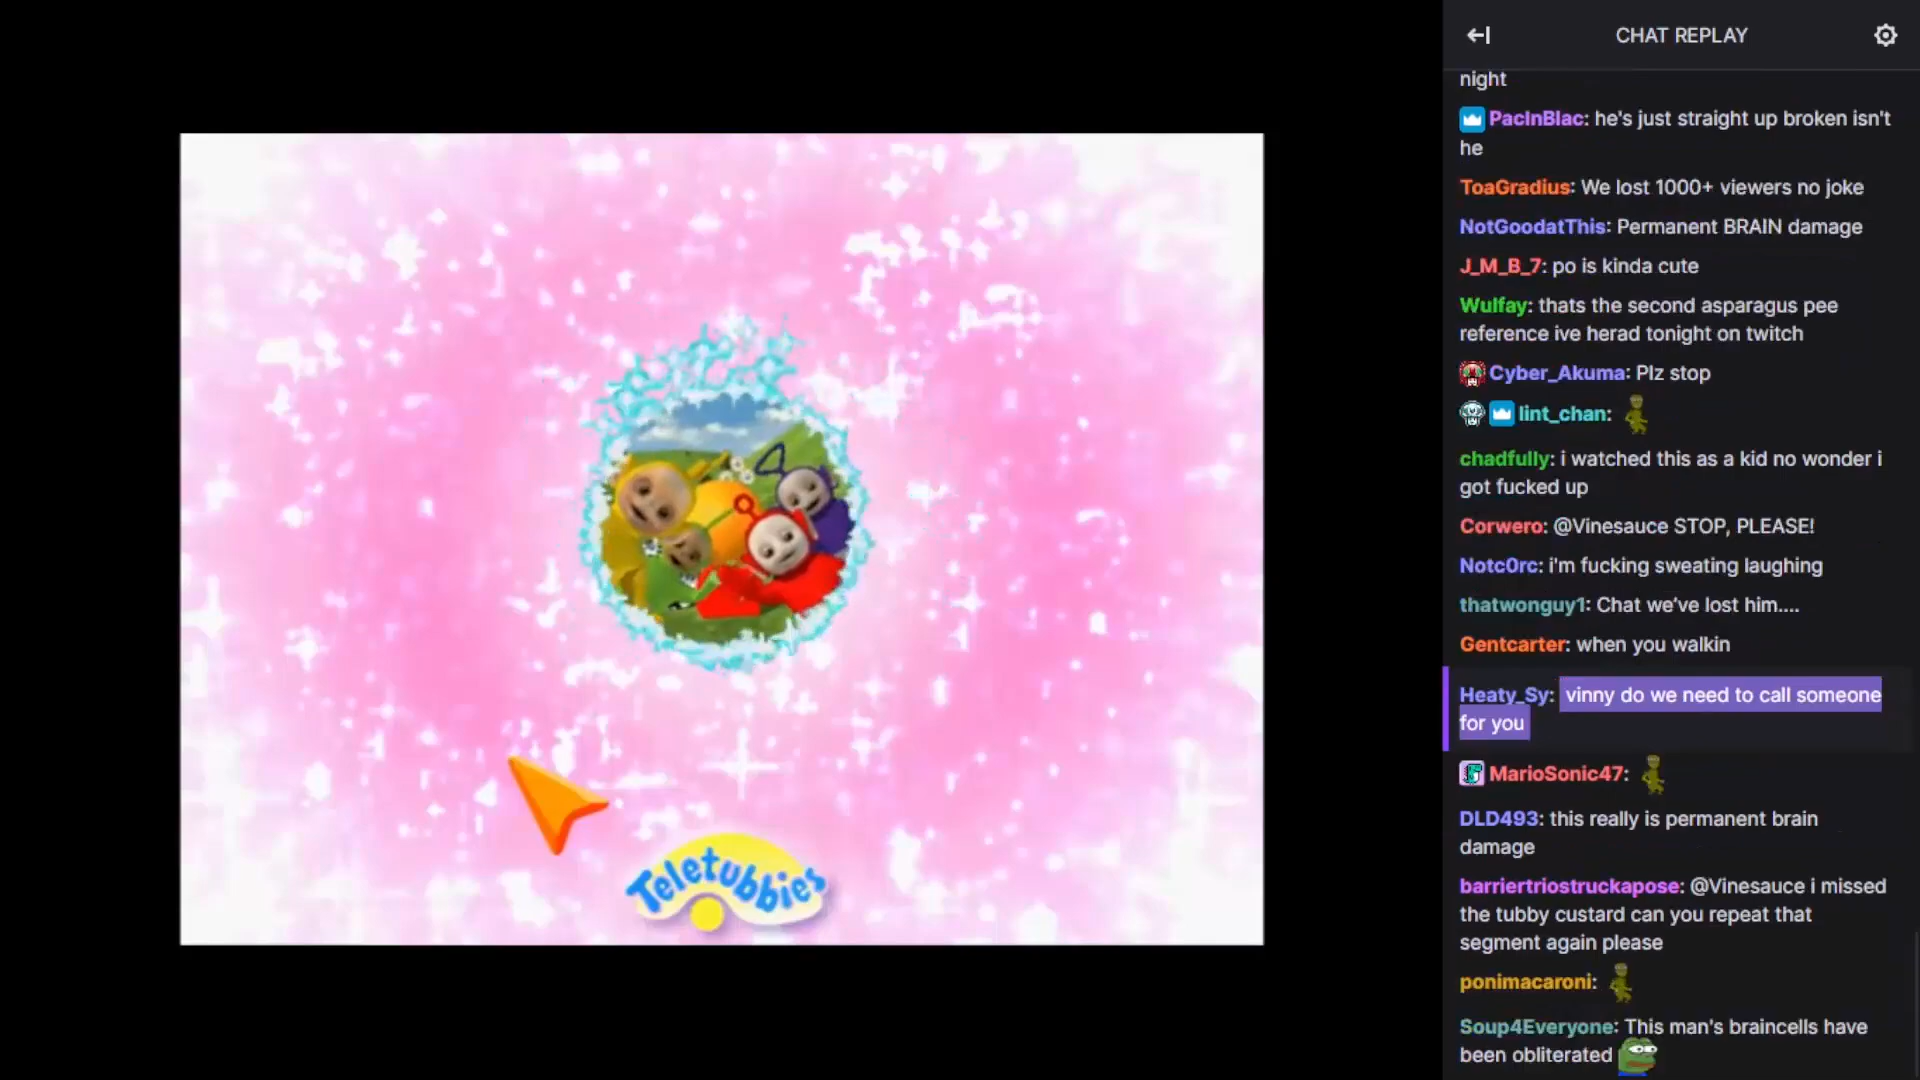 CHAT REPLAY
night
PacInBlac: he's just straight up broken isn't
he
ToaGradius: We lost 1000+ viewers no joke
NotGoodatThis: Permanent BRAIN damage
J_M_B_7: po is kinda cute
Wulfay: thats the second asparagus pee
reference ive herad tonight on twitch
Cyber_Akuma: Plz stop
lint_chan:
chadfully: i watched this as a kid no wonder i
got fucked up
Corwero: @Vinesauce STOP, PLEASE!
Notc0rc: i'm fucking sweating laughing
thatwonguy1: Chat we've lost him....
Gentcarter: when you walkin
Heaty_Sy: vinny do we need to call someone
for you
MarioSonic47:
DLD493: this really is permanent brain
damage
barriertriostruckapose: @Vinesauce i missed
the tubby custard can you repeat that
segment again please
ponimacaroni:
Soup4Everyone: This man's braincells have
been obliterated
Teletubbies